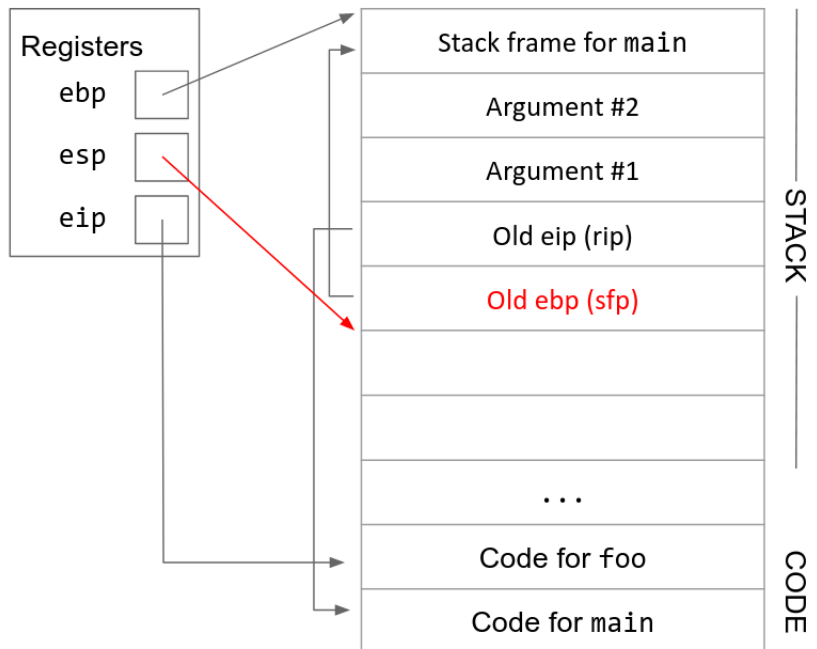 Registers
ebp
esp
eip
Stack frame for main
Argument #2
Argument #1
Old eip (rip)
Old ebp (sfp)
...
Code for foo
Code for main
STACK
CODE